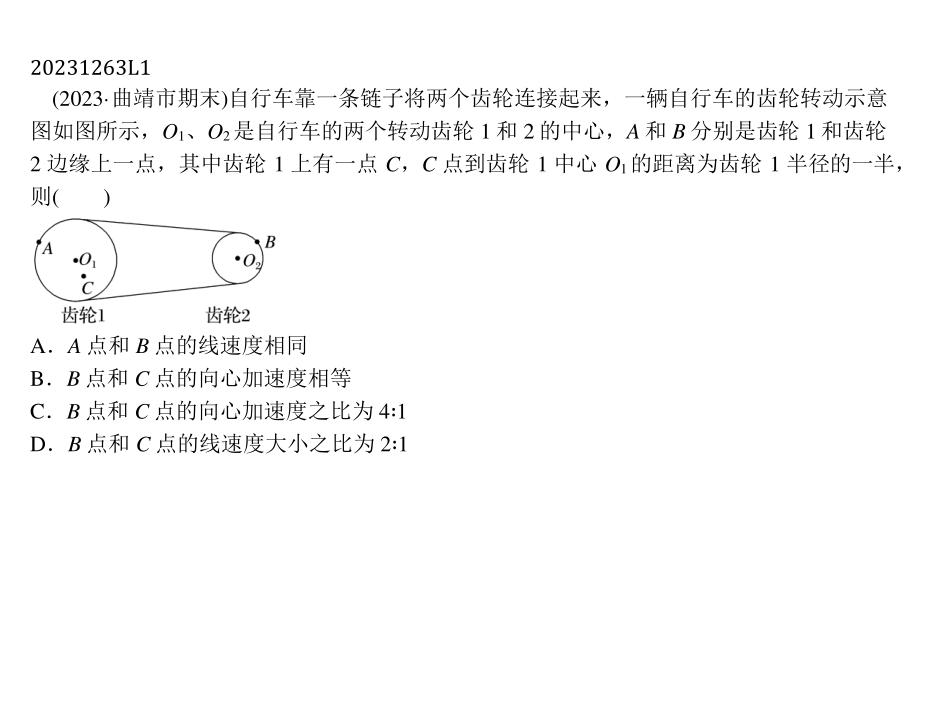 20231263L1
(2023·曲靖市期末)自行车靠一条链子将两个齿轮连接起来，一辆自行车的齿轮转动示意
图如图所示，O₁、O₂是自行车的两个转动齿轮 1 和 2 的中心，A 和 B 分别是齿轮 1 和齿轮
2 边缘上一点，其中齿轮 1 上有一点 C，C 点到齿轮 1 中心 O₁的距离为齿轮 1 半径的一半，
则(　　)
A
B
O₁
O₂
C
齿轮1
齿轮2
A．A 点和 B 点的线速度相同
B．B 点和 C 点的向心加速度相等
C．B 点和 C 点的向心加速度之比为 4∶1
D．B 点和 C 点的线速度大小之比为 2∶1